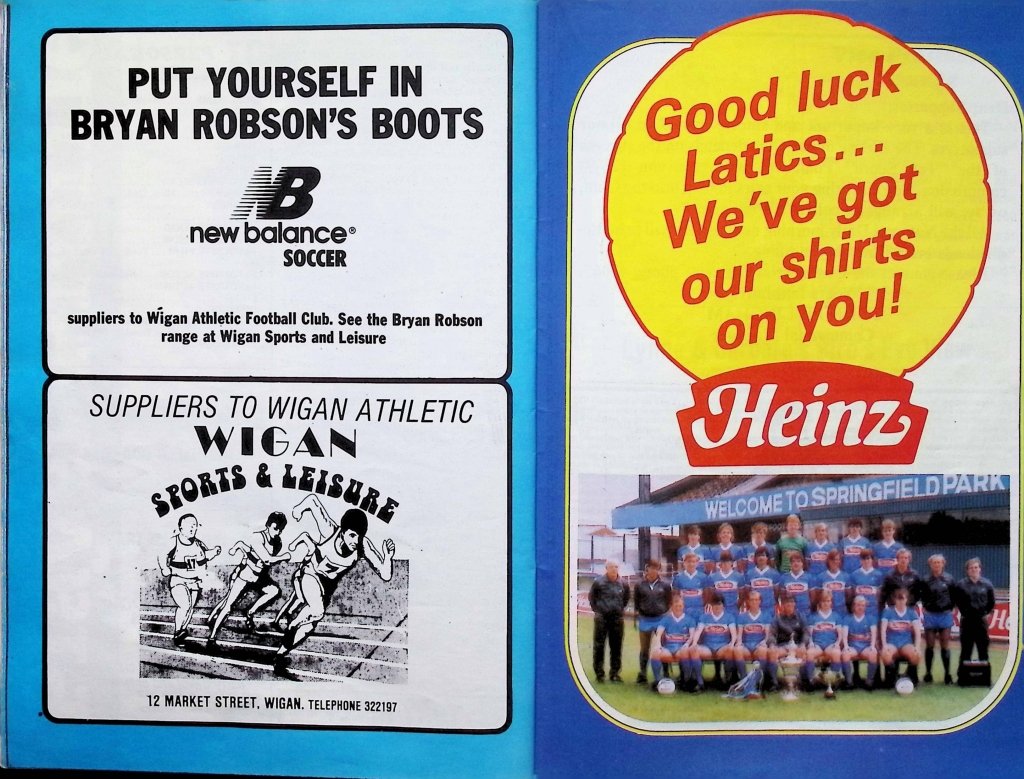 PUT YOURSELF IN
BRYAN ROBSON'S BOOTS
NB
new balance®
SOCCER
suppliers to Wigan Athletic Football Club. See the Bryan Robson
range at Wigan Sports and Leisure
SUPPLIERS TO WIGAN ATHLETIC
WIGAN
SPORTS & LEISURE
12 MARKET STREET, WIGAN. TELEPHONE 322197
Good luck
Latics...
We've got
our shirts
on you!
Heinz
WELCOME TO SPRINGFIELD PARK